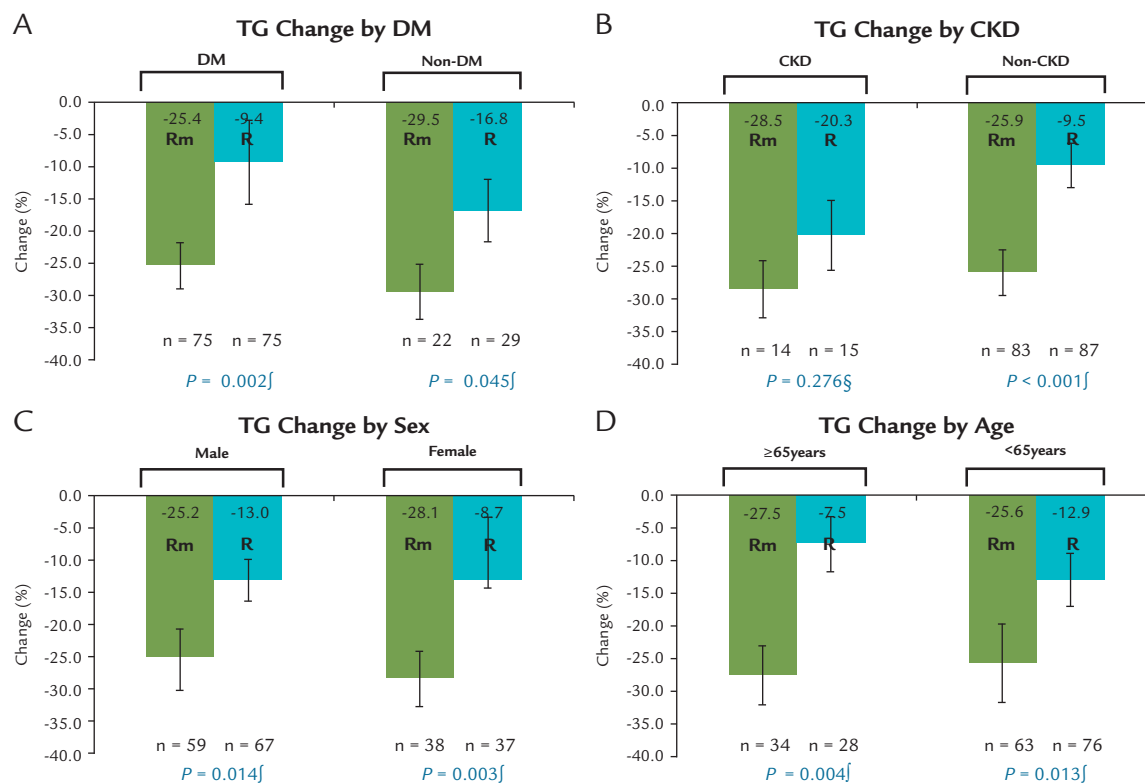 A
TG Change by DM
DM
Non-DM
Change (%)
0.0
-5.0
-10.0
-15.0
-20.0
-25.0
-30.0
-35.0
-40.0
-25.4
-9.4
-29.5
-16.8
Rm
R
Rm
R
n = 75
n = 75
n = 22
n = 29
P = 0.002∫
P = 0.045∫
B
TG Change by CKD
CKD
Non-CKD
Change (%)
0.0
-5.0
-10.0
-15.0
-20.0
-25.0
-30.0
-35.0
-40.0
-28.5
-20.3
-25.9
-9.5
Rm
R
Rm
R
n = 14
n = 15
n = 83
n = 87
P = 0.276§
P < 0.001∫
C
TG Change by Sex
Male
Female
Change (%)
0.0
-5.0
-10.0
-15.0
-20.0
-25.0
-30.0
-35.0
-40.0
-25.2
-13.0
-28.1
-8.7
Rm
R
Rm
R
n = 59
n = 67
n = 38
n = 37
P = 0.014∫
P = 0.003∫
D
TG Change by Age
≥65years
<65years
Change (%)
0.0
-5.0
-10.0
-15.0
-20.0
-25.0
-30.0
-35.0
-40.0
-27.5
-7.5
-25.6
-12.9
Rm
R
Rm
R
n = 34
n = 28
n = 63
n = 76
P = 0.004∫
P = 0.013∫